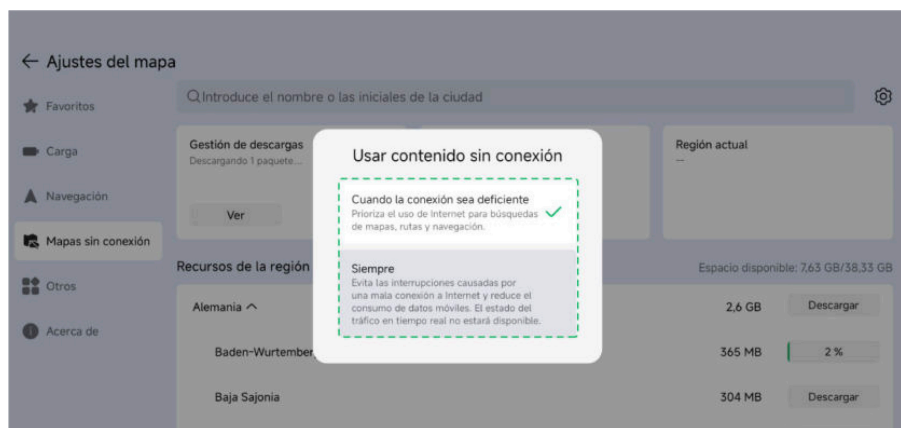 Ajustes del mapa
Favoritos
Carga
Navegación
Mapas sin conexión
Otros
Acerca de
Introduce el nombre o las iniciales de la ciudad
Gestión de descargas
Descargando 1 paquete...
Ver
Región actual
--
Usar contenido sin conexión
Cuando la conexión sea deficiente
Prioriza el uso de Internet para búsquedas
de mapas, rutas y navegación.
Siempre
Evita las interrupciones causadas por
una mala conexión a Internet y reduce el
consumo de datos móviles. El estado del
tráfico en tiempo real no estará disponible.
Recursos de la región
Espacio disponible: 7,63 GB/38,33 GB
Alemania
2,6 GB
Descargar
365 MB
2 %
Baja Sajonia
304 MB
Descargar